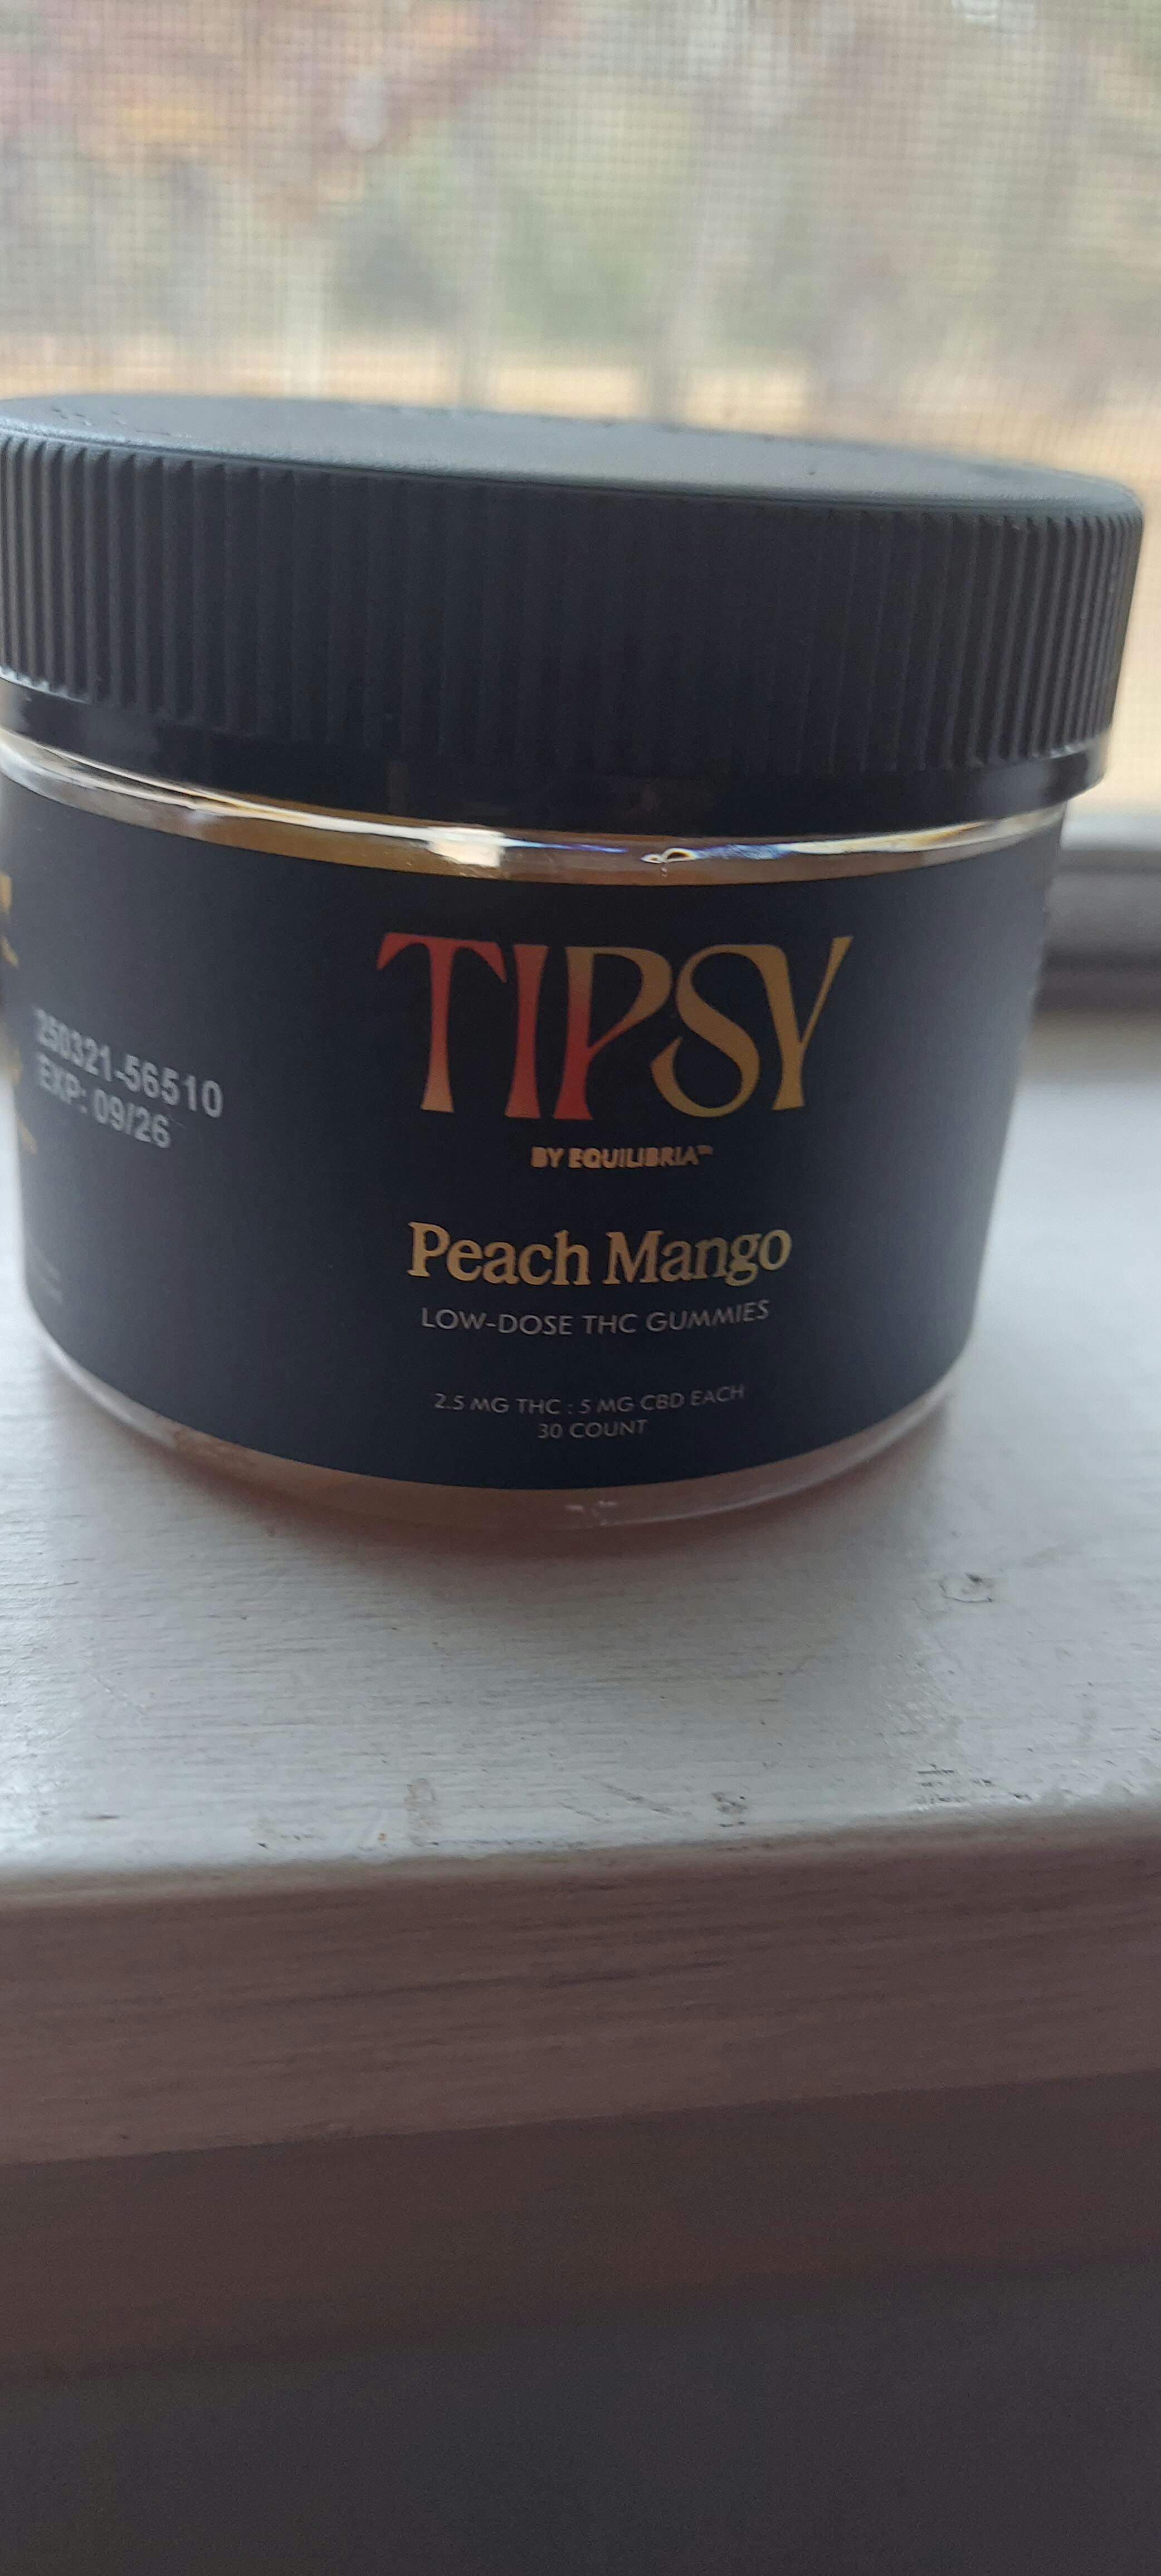 250321-56510
EXP: 09/26
TIPSY
BY EQUILIBRIA™
Peach Mango
LOW-DOSE THC GUMMIES
2.5 MG THC : 5 MG CBD EACH
30 COUNT